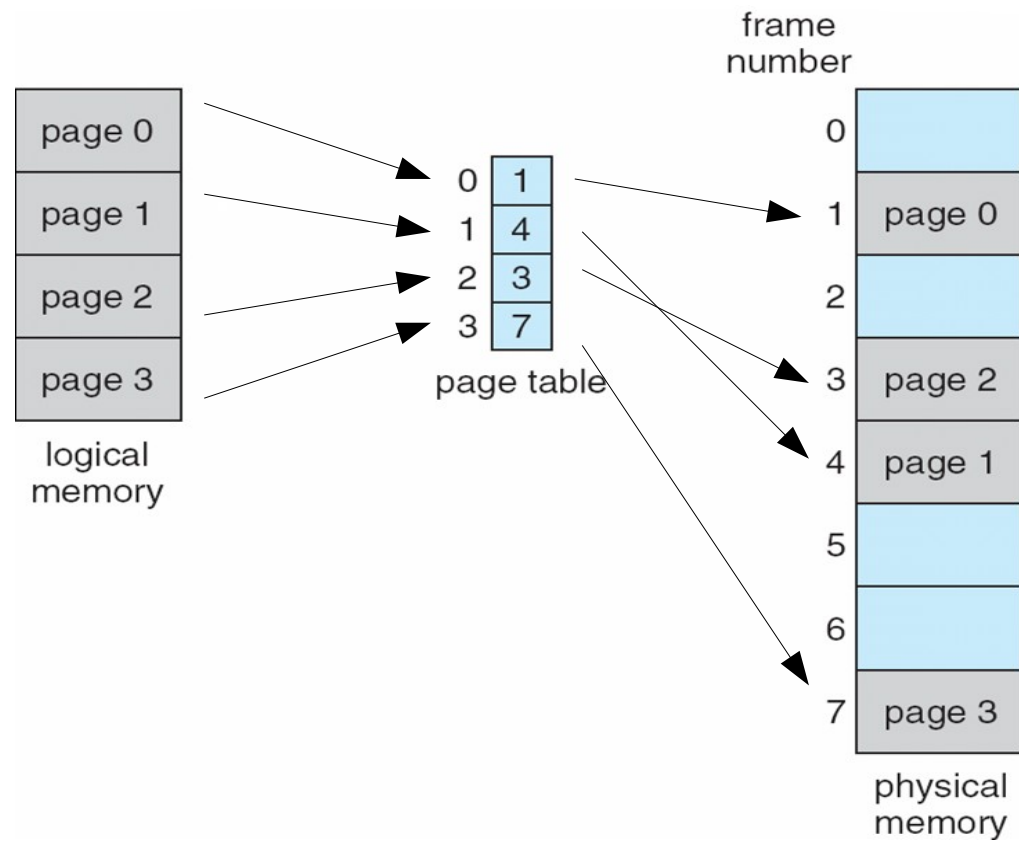 page 0
page 1
page 2
page 3
logical
memory
0 1
1 4
2 3
3 7
page table
frame
number
0
1 page 0
2
3 page 2
4 page 1
5
6
7 page 3
physical
memory